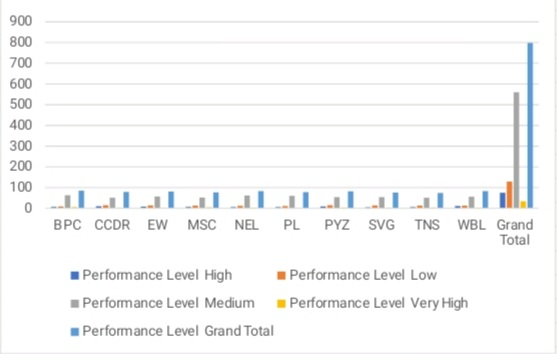 900
800
700
600
500
400
300
200
100
0
BPC CCDR EW MSC NEL PL PYZ SVG TNS WBL Grand Total
Performance Level High
Performance Level Low
Performance Level Medium
Performance Level Very High
Performance Level Grand Total